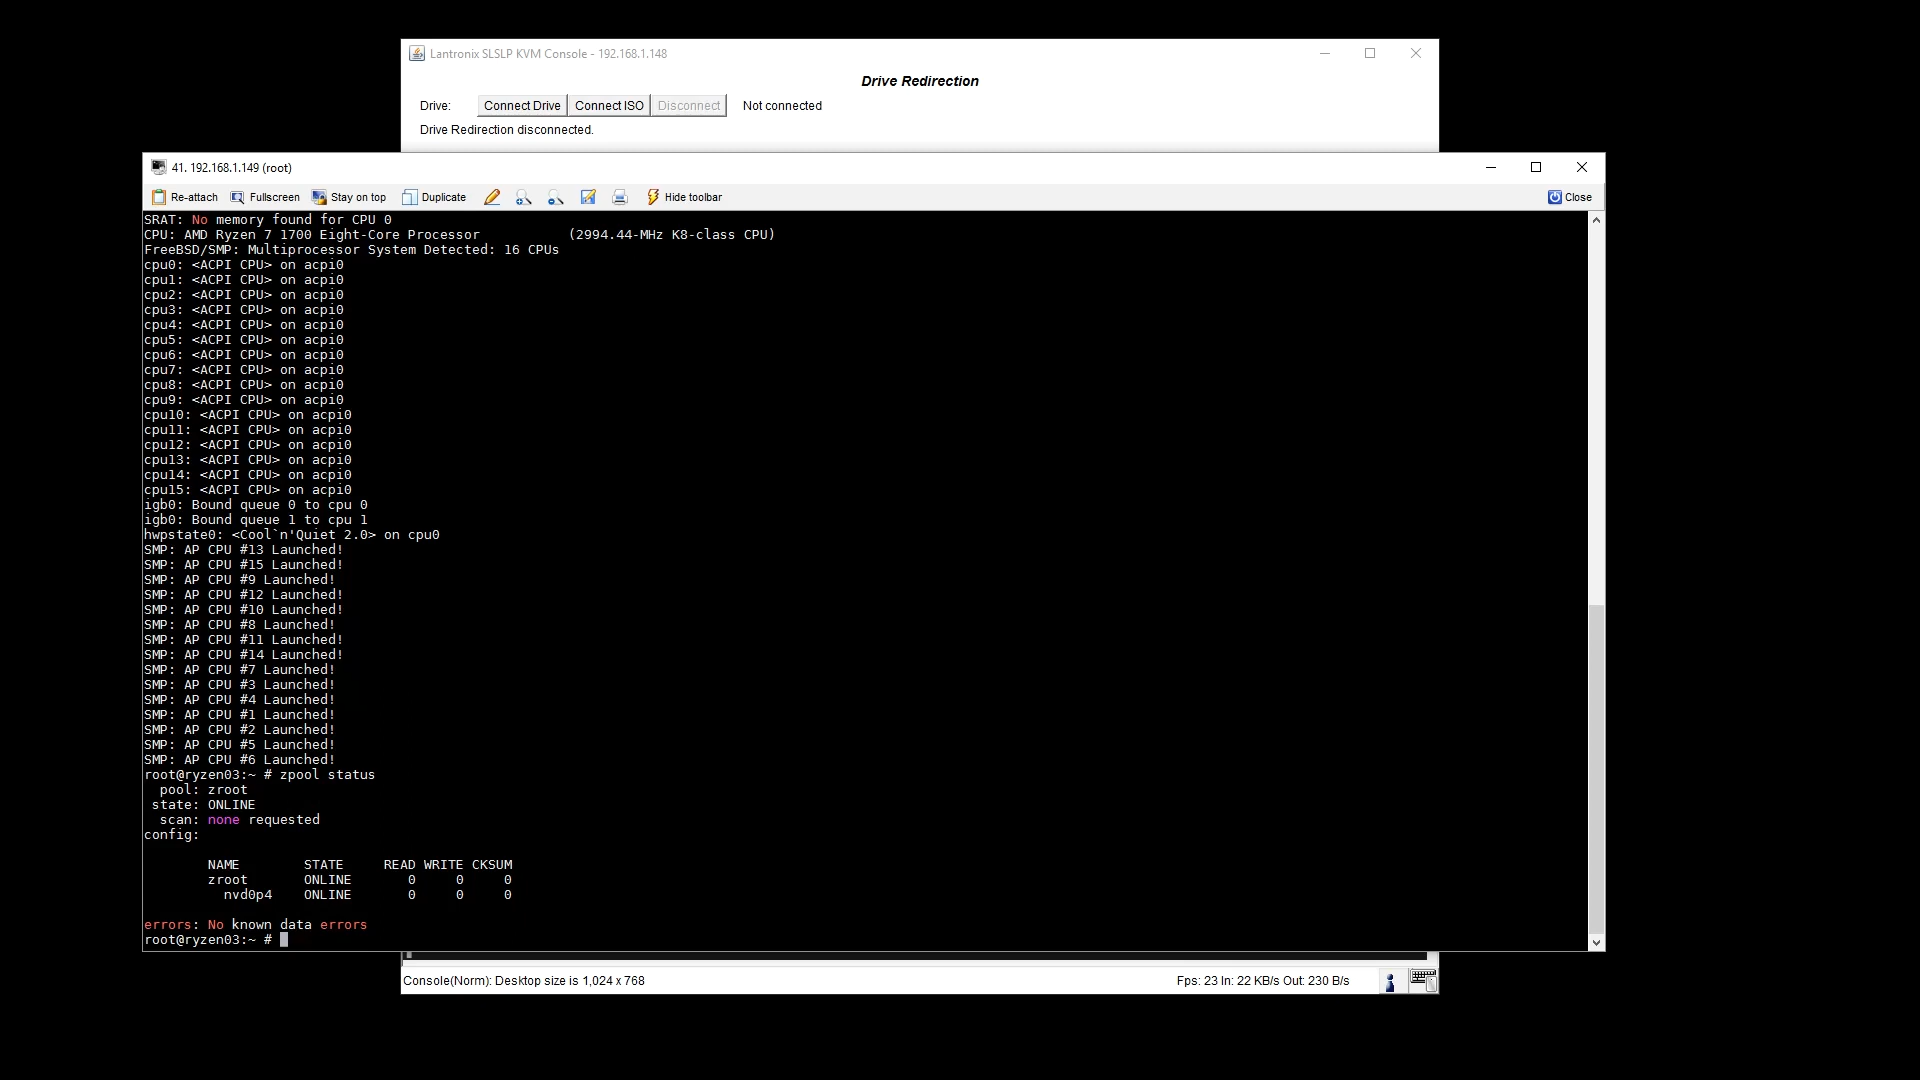 Lantronix SLSLP KVM Console - 192.168.1.148
Drive Redirection
Drive: Connect Drive Connect ISO Disconnect Not connected
Drive Redirection disconnected.
41. 192.168.1.149 (root)
Re-attach Fullscreen Stay on top Duplicate Hide toolbar Close
SRAT: No memory found for CPU 0
CPU: AMD Ryzen 7 1700 Eight-Core Processor (2994.44-MHz K8-class CPU)
FreeBSD/SMP: Multiprocessor System Detected: 16 CPUs
cpu0: <ACPI CPU> on acpi0
cpu1: <ACPI CPU> on acpi0
cpu2: <ACPI CPU> on acpi0
cpu3: <ACPI CPU> on acpi0
cpu4: <ACPI CPU> on acpi0
cpu5: <ACPI CPU> on acpi0
cpu6: <ACPI CPU> on acpi0
cpu7: <ACPI CPU> on acpi0
cpu8: <ACPI CPU> on acpi0
cpu9: <ACPI CPU> on acpi0
cpu10: <ACPI CPU> on acpi0
cpu11: <ACPI CPU> on acpi0
cpu12: <ACPI CPU> on acpi0
cpu13: <ACPI CPU> on acpi0
cpu14: <ACPI CPU> on acpi0
cpu15: <ACPI CPU> on acpi0
igb0: Bound queue 0 to cpu 0
igb0: Bound queue 1 to cpu 1
hwpstate0: <Cool`n'Quiet 2.0> on cpu0
SMP: AP CPU #13 Launched!
SMP: AP CPU #15 Launched!
SMP: AP CPU #9 Launched!
SMP: AP CPU #12 Launched!
SMP: AP CPU #10 Launched!
SMP: AP CPU #8 Launched!
SMP: AP CPU #11 Launched!
SMP: AP CPU #14 Launched!
SMP: AP CPU #7 Launched!
SMP: AP CPU #3 Launched!
SMP: AP CPU #4 Launched!
SMP: AP CPU #1 Launched!
SMP: AP CPU #2 Launched!
SMP: AP CPU #5 Launched!
SMP: AP CPU #6 Launched!
root@ryzen03:~ # zpool status
pool: zroot
state: ONLINE
scan: none requested
config:
NAME STATE READ WRITE CKSUM
zroot ONLINE 0 0 0
nvd0p4 ONLINE 0 0 0
errors: No known data errors
root@ryzen03:~ #
Console(Norm): Desktop size is 1,024 x 768 Fps: 23 In: 22 KB/s Out: 230 B/s